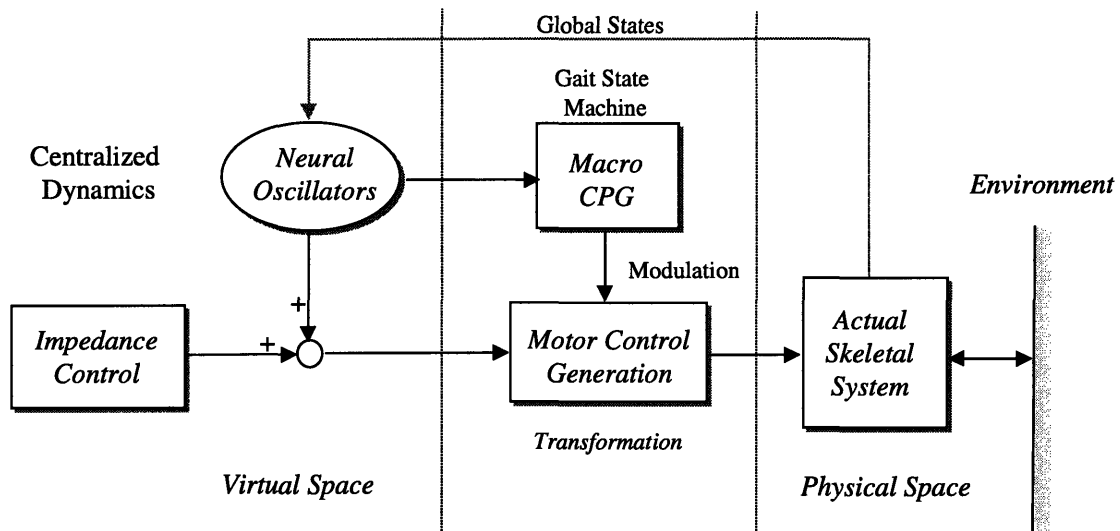 Global States
Gait State
Machine
Centralized
Dynamics
Neural
Oscillators
Macro
CPG
Environment
Modulation
+
+
Impedance
Control
Motor Control
Generation
Actual
Skeletal
System
Transformation
Virtual Space
Physical Space